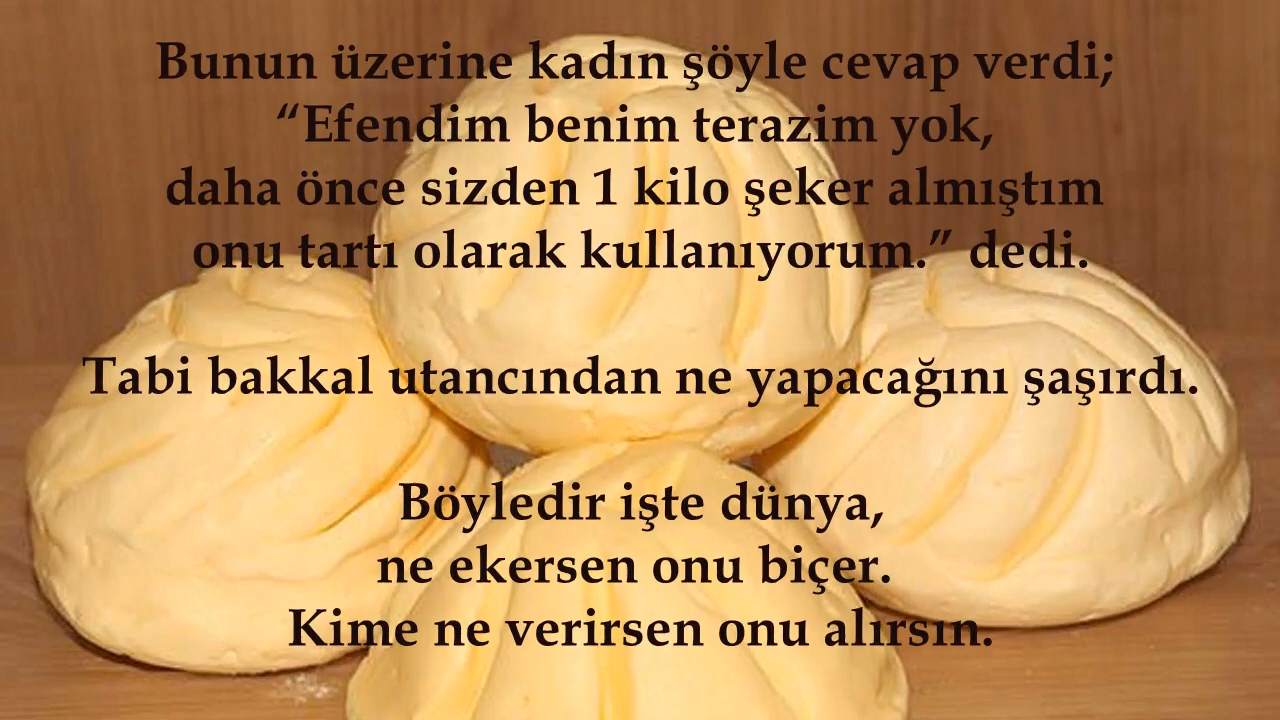 Bunun üzerine kadın şöyle cevap verdi;
“Efendim benim terazim yok,
daha önce sizden 1 kilo şeker almıştım
onu tartı olarak kullanıyorum.” dedi.
Tabi bakkal utancından ne yapacağını şaşırdı.
Böyledir işte dünya,
ne ekersen onu biçer.
Kime ne verirsen onu alırsın.